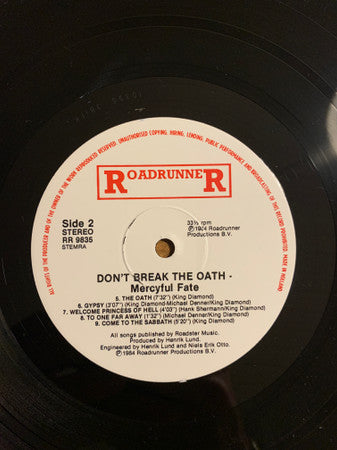 ALL RIGHTS OF THE PRODUCER AND OF THE OWNER OF THE WORK REPRODUCED RESERVED. UNAUTHORISED COPYING, HIRING, LENDING, PUBLIC PERFORMANCE AND BROADCASTING OF THIS RECORD PROHIBITED. MADE IN HOLLAND
ROADRUNNER
Side 2
STEREO
RR 9835
STEMRA
33⅓ rpm
℗ 1984 Roadrunner
Productions B.V.
DON'T BREAK THE OATH -
Mercyful Fate
5. THE OATH (7'32") (King Diamond)
6. GYPSY (3'07") (King Diamond-Michael Denner/King Diamond)
7. WELCOME PRINCESS OF HELL (4'03") (Hank Shermann/King Diamond)
8. TO ONE FAR AWAY (1'32") (Michael Denner/King Diamond)
9. COME TO THE SABBATH (5'20") (King Diamond)
All songs published by Roadster Music.
Produced by Henrik Lund.
Engineered by Henrik Lund and Niels Erik Otto.
© 1984 Roadrunner Productions B.V.